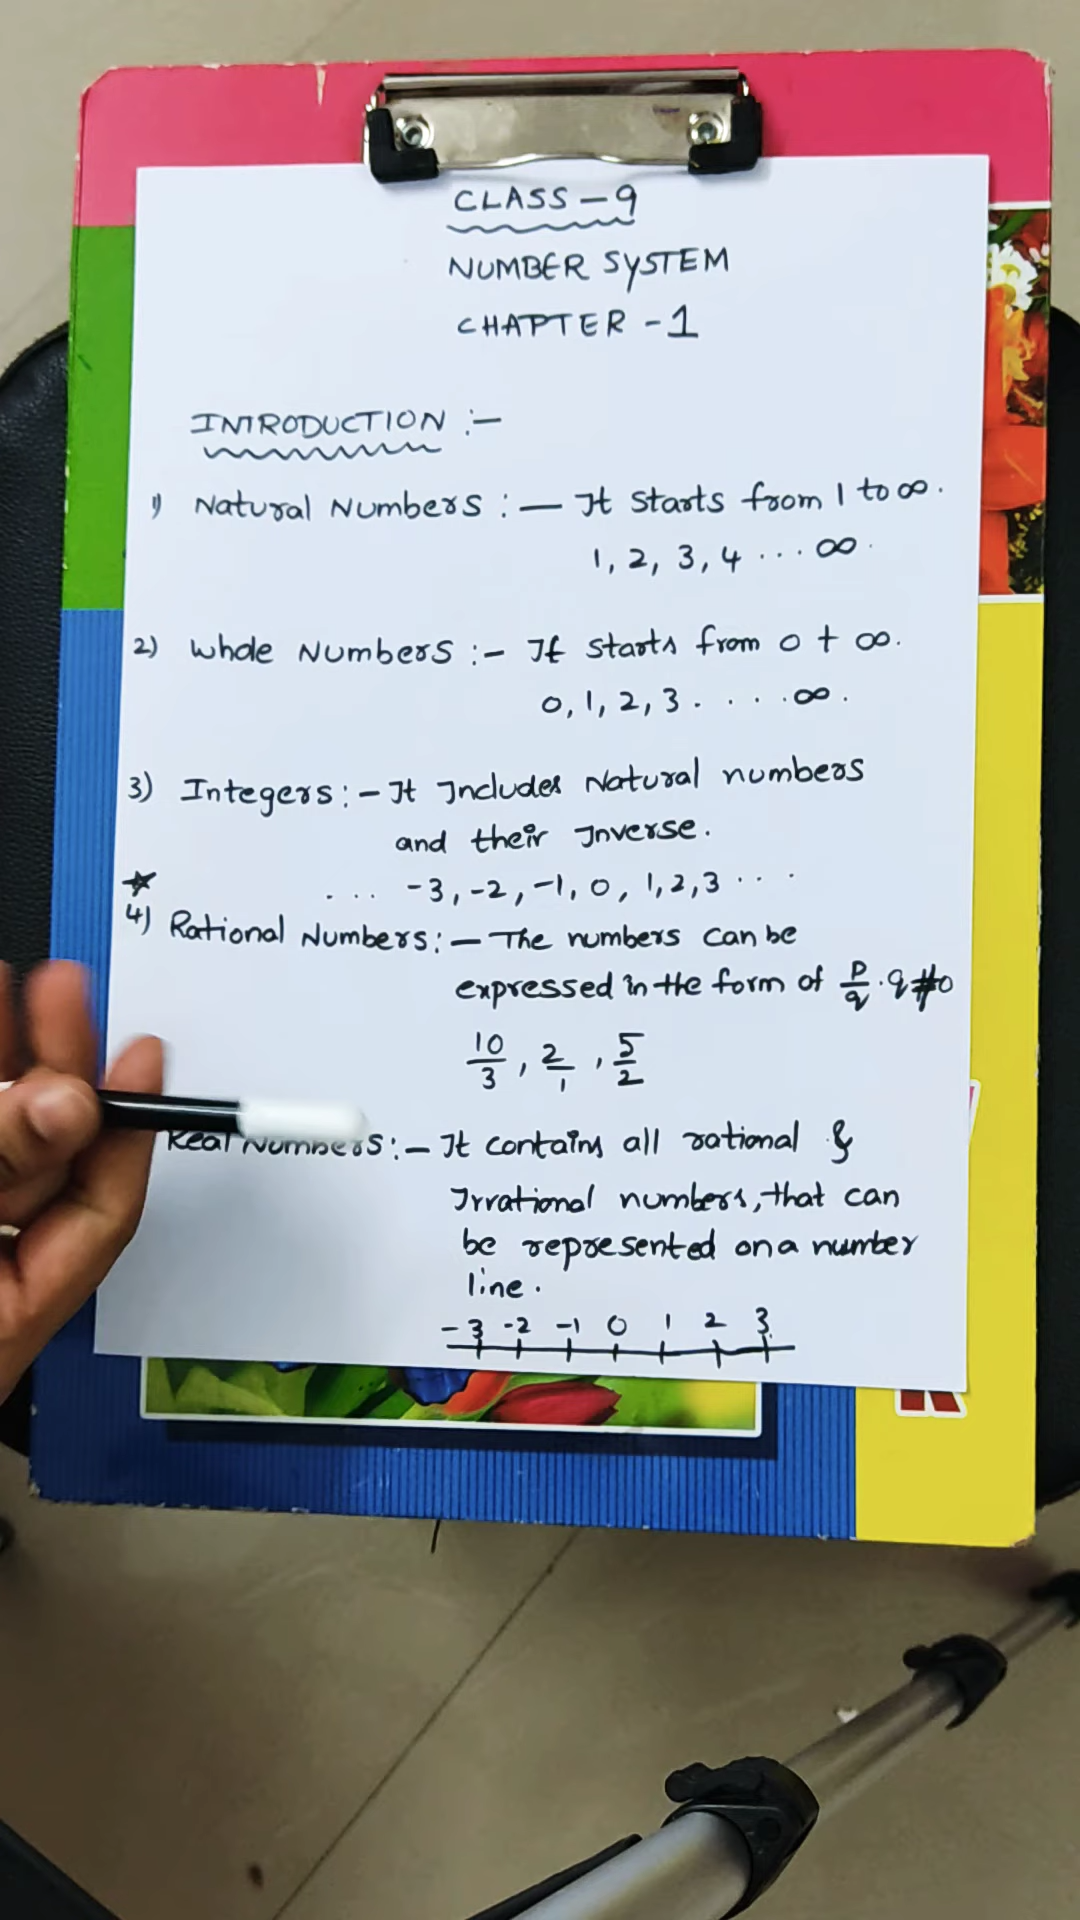 CLASS - 9
NUMBER SYSTEM
CHAPTER - 1
INTRODUCTION :-
1) Natural Numbers :- It starts from 1 to ∞.
1, 2, 3, 4 ... ∞.
2) Whole Numbers :- It starts from 0 + ∞.
0, 1, 2, 3 . . . . ∞.
3) Integers :- It Includes Natural numbers
and their Inverse.
... -3, -2, -1, 0, 1, 2, 3 ...
4) Rational Numbers :- The numbers can be
expressed in the form of p/q . q ≠ 0
10/3 , 2/1 , 5/2
Real Numbers :- It contains all rational &
Irrational numbers, that can
be represented on a number
line.
-3 -2 -1 0 1 2 3